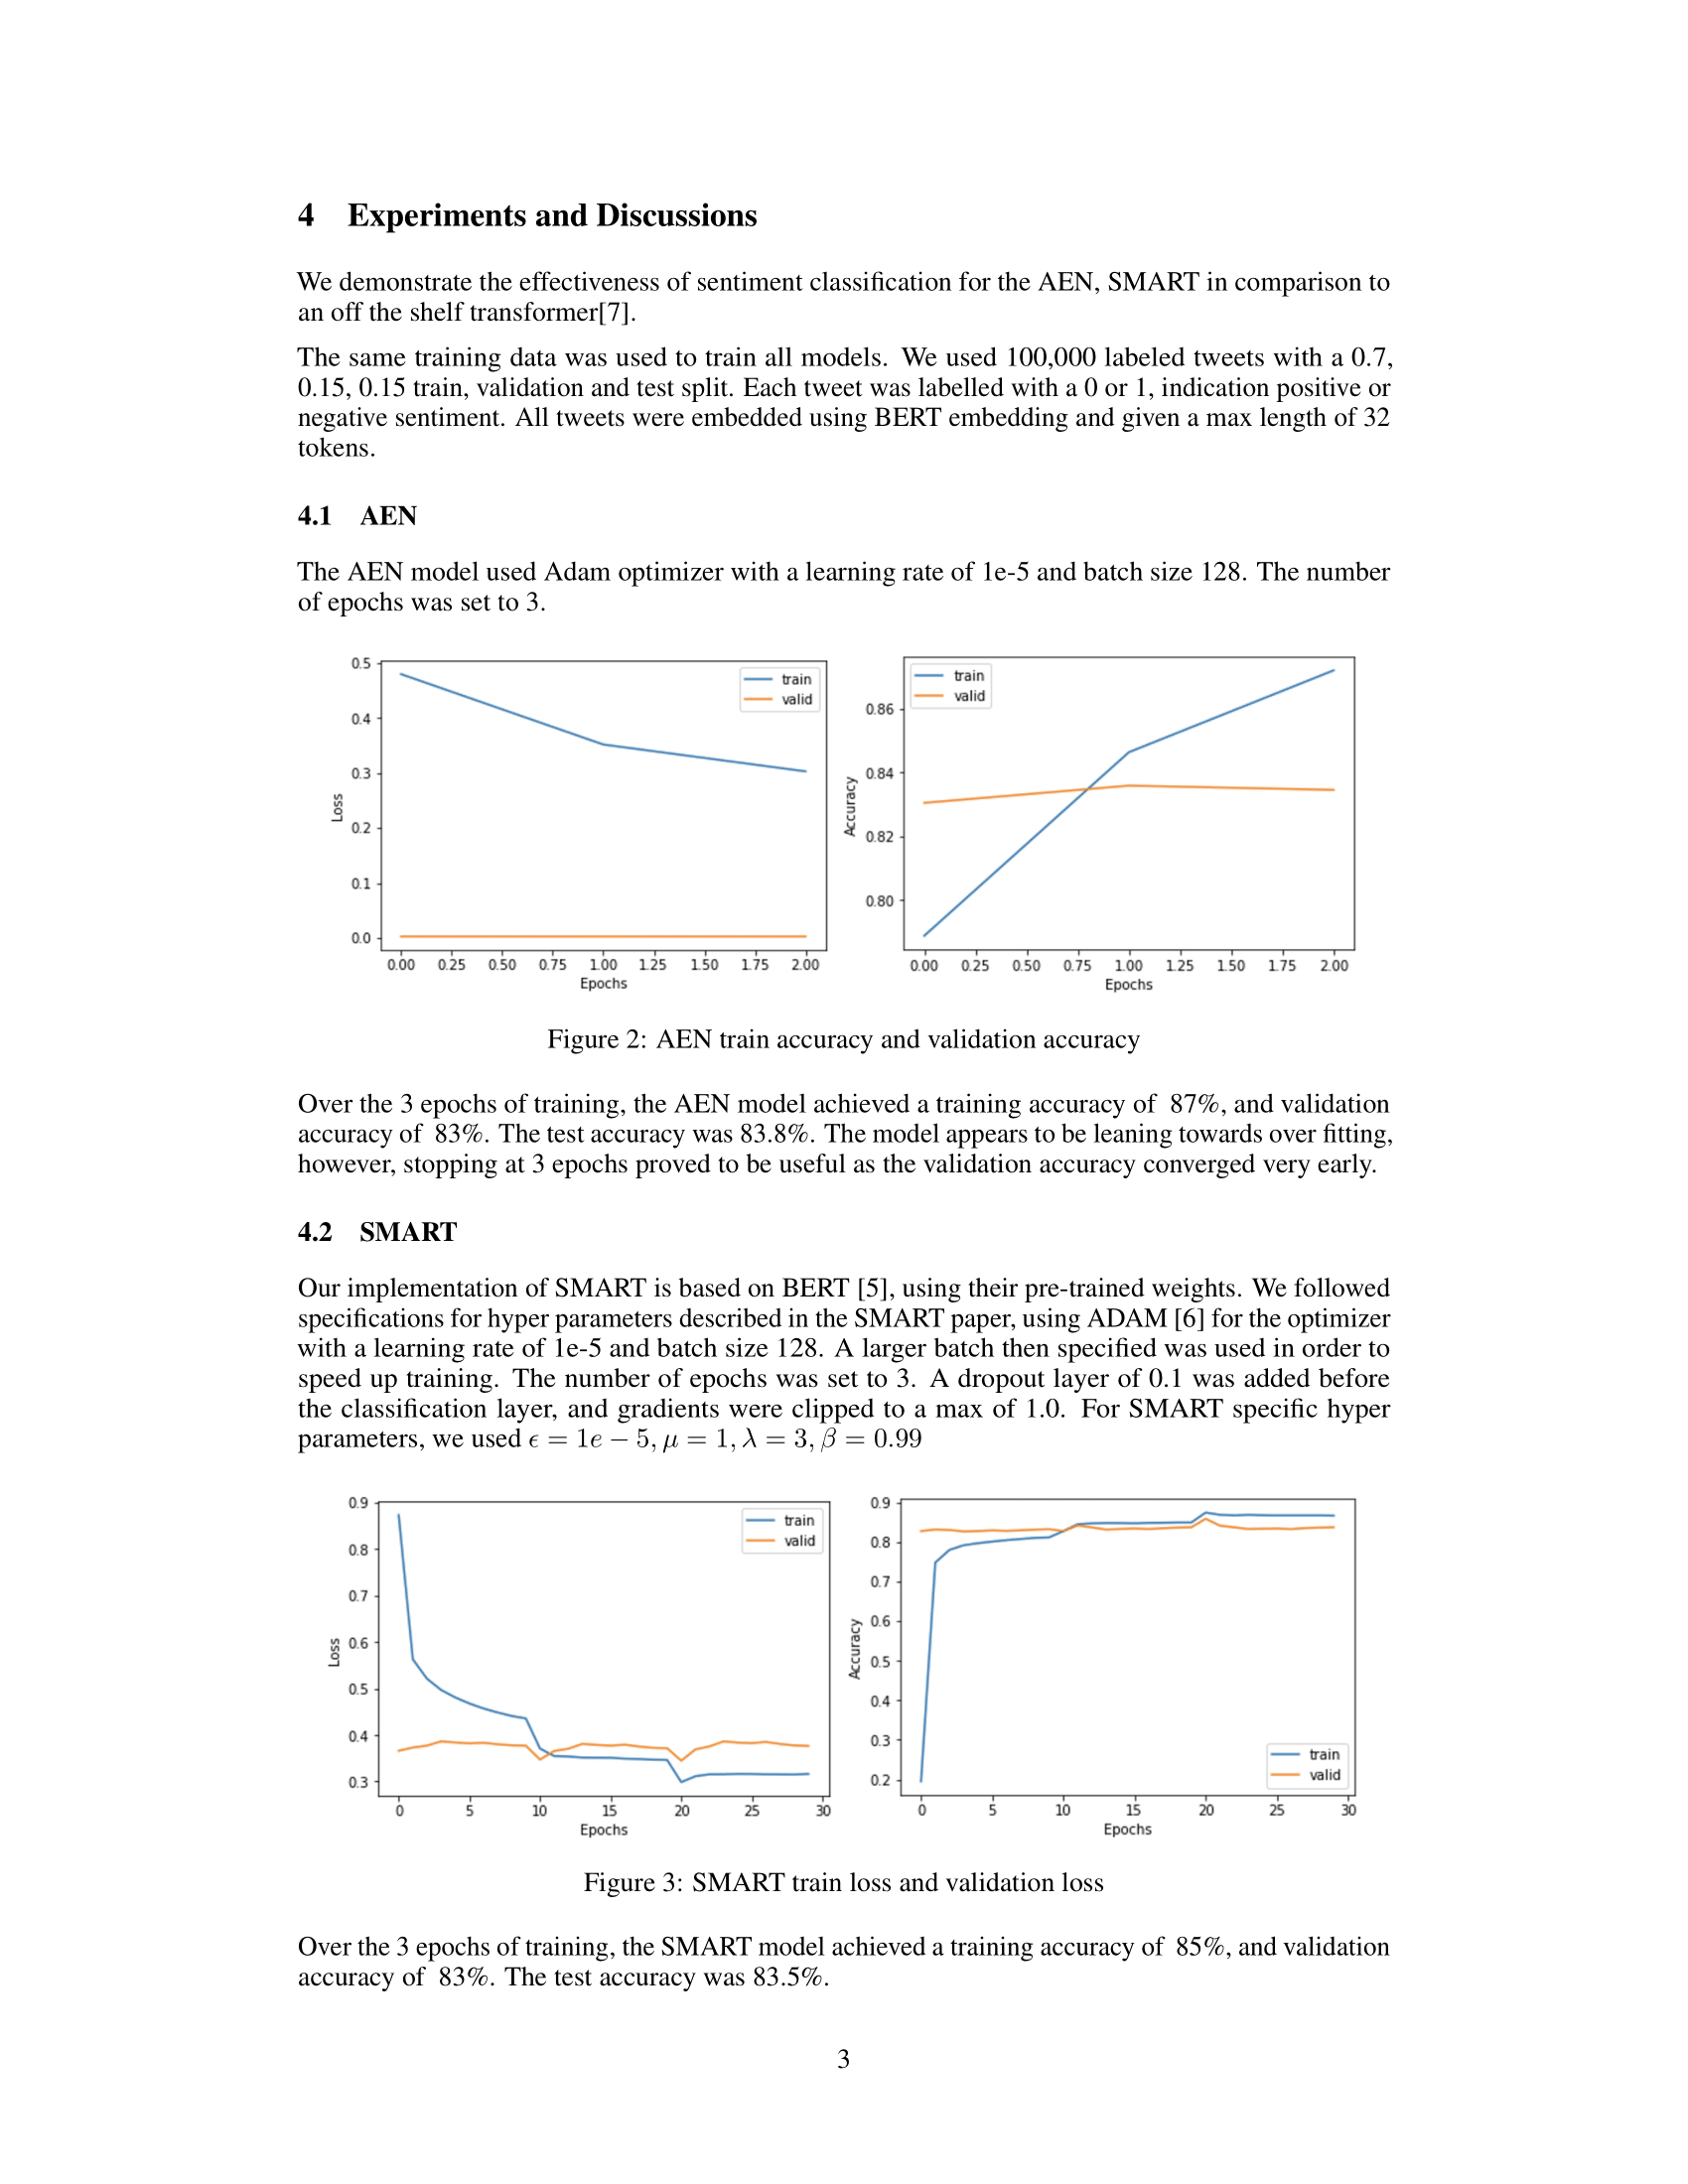 4 Experiments and Discussions
We demonstrate the effectiveness of sentiment classification for the AEN, SMART in comparison to
an off the shelf transformer[7].
The same training data was used to train all models. We used 100,000 labeled tweets with a 0.7,
0.15, 0.15 train, validation and test split. Each tweet was labelled with a 0 or 1, indication positive or
negative sentiment. All tweets were embedded using BERT embedding and given a max length of 32
tokens.
4.1 AEN
The AEN model used Adam optimizer with a learning rate of 1e-5 and batch size 128. The number
of epochs was set to 3.
0.5
0.4
0.3
0.2
0.1
0.0
Loss
train
valid
0.00 0.25 0.50 0.75 1.00 1.25 1.50 1.75 2.00
Epochs
0.86
0.84
0.82
0.80
Accuracy
train
valid
0.00 0.25 0.50 0.75 1.00 1.25 1.50 1.75 2.00
Epochs
Figure 2: AEN train accuracy and validation accuracy
Over the 3 epochs of training, the AEN model achieved a training accuracy of 87%, and validation
accuracy of 83%. The test accuracy was 83.8%. The model appears to be leaning towards over fitting,
however, stopping at 3 epochs proved to be useful as the validation accuracy converged very early.
4.2 SMART
Our implementation of SMART is based on BERT [5], using their pre-trained weights. We followed
specifications for hyper parameters described in the SMART paper, using ADAM [6] for the optimizer
with a learning rate of 1e-5 and batch size 128. A larger batch then specified was used in order to
speed up training. The number of epochs was set to 3. A dropout layer of 0.1 was added before
the classification layer, and gradients were clipped to a max of 1.0. For SMART specific hyper
parameters, we used ϵ = 1e − 5, μ = 1, λ = 3, β = 0.99
0.9
0.8
0.7
0.6
0.5
0.4
0.3
Loss
train
valid
0 5 10 15 20 25 30
Epochs
0.9
0.8
0.7
0.6
0.5
0.4
0.3
0.2
Accuracy
train
valid
0 5 10 15 20 25 30
Epochs
Figure 3: SMART train loss and validation loss
Over the 3 epochs of training, the SMART model achieved a training accuracy of 85%, and validation
accuracy of 83%. The test accuracy was 83.5%.
3